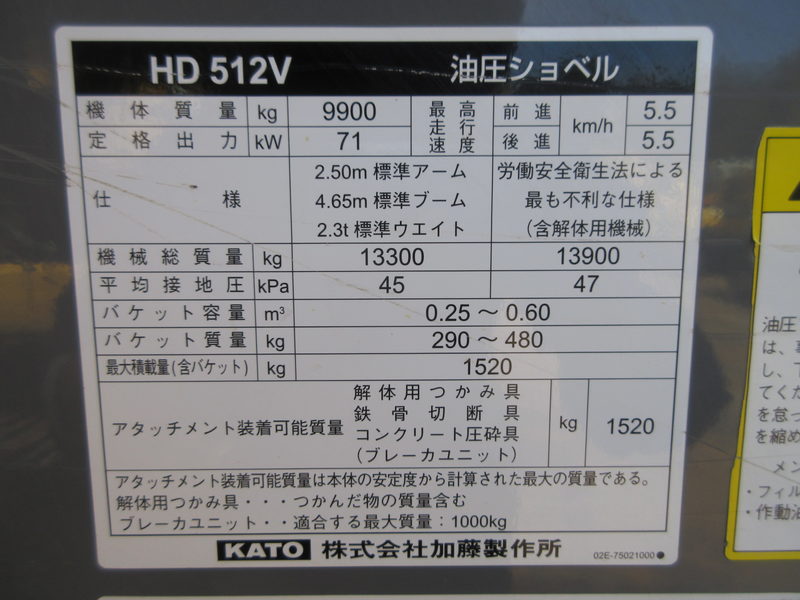 HD 512V 油圧ショベル
機体質量 kg 9900 最高走行速度 前進 km/h 5.5
定格出力 kW 71 後進 5.5
仕様 2.50m 標準アーム 労働安全衛生法による
4.65m 標準ブーム 最も不利な仕様
2.3t 標準ウエイト (含解体用機械)
機械総質量 kg 13300 13900
平均接地圧 kPa 45 47
バケット容量 m³ 0.25 ～ 0.60
バケット質量 kg 290 ～ 480
最大積載量(含バケット) kg 1520
アタッチメント装着可能質量 解体用つかみ具 kg 1520
鉄骨切断具
コンクリート圧砕具
(ブレーカユニット)
アタッチメント装着可能質量は本体の安定度から計算された最大の質量である。
解体用つかみ具・・・つかんだ物の質量含む
ブレーカユニット・・適合する最大質量：1000kg
KATO 株式会社加藤製作所 02E-75021000●
油圧
は、
し、
てくだ
を怠っ
を縮め
メン
・フィル
・作動油